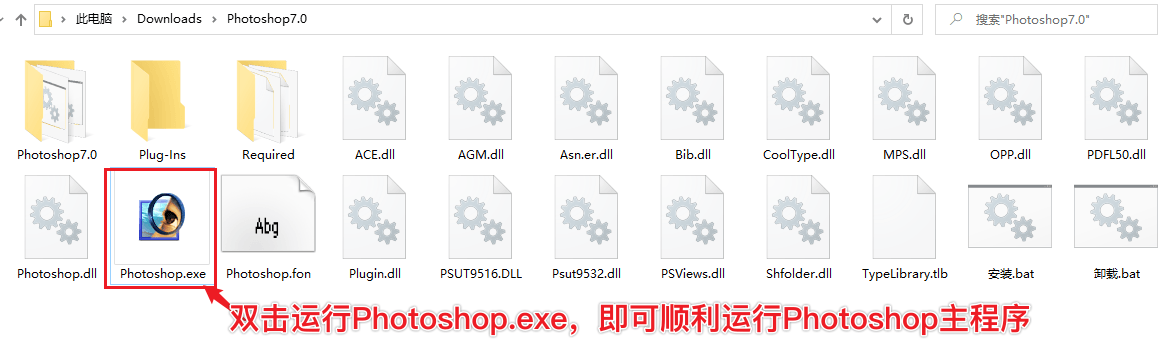 此电脑 > Downloads > Photoshop7.0
搜索"Photoshop7.0"
Photoshop7.0 Plug-Ins Required ACE.dll AGM.dll Asn.er.dll Bib.dll CoolType.dll MPS.dll OPP.dll PDFL50.dll
Abg
Photoshop.dll Photoshop.exe Photoshop.fon Plugin.dll PSUT9516.DLL Psut9532.dll PSViews.dll Shfolder.dll TypeLibrary.tlb 安装.bat 卸载.bat
双击运行Photoshop.exe，即可顺利运行Photoshop主程序